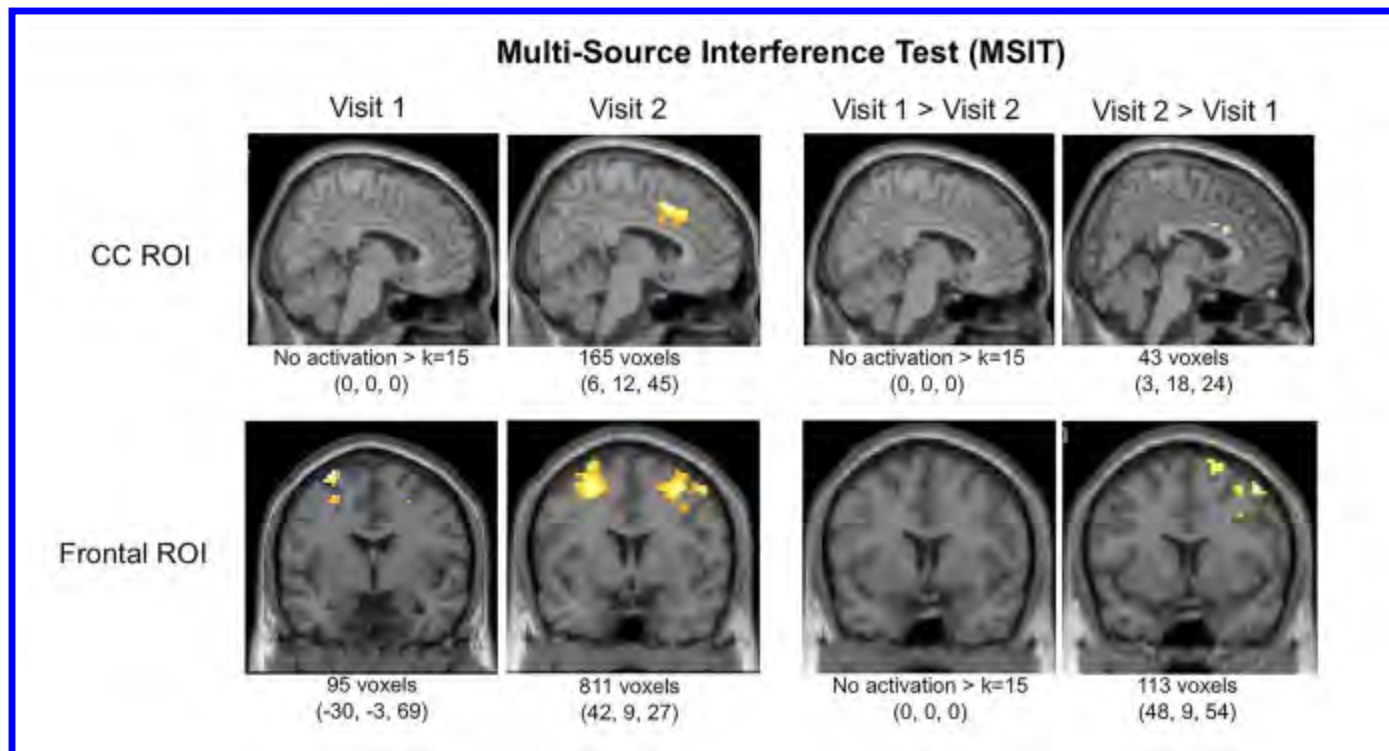 Multi-Source Interference Test (MSIT)
Visit 1 Visit 2 Visit 1 > Visit 2 Visit 2 > Visit 1
CC ROI
No activation > k=15 165 voxels No activation > k=15 43 voxels
(0, 0, 0) (6, 12, 45) (0, 0, 0) (3, 18, 24)
Frontal ROI
95 voxels 811 voxels No activation > k=15 113 voxels
(-30, -3, 69) (42, 9, 27) (0, 0, 0) (48, 9, 54)